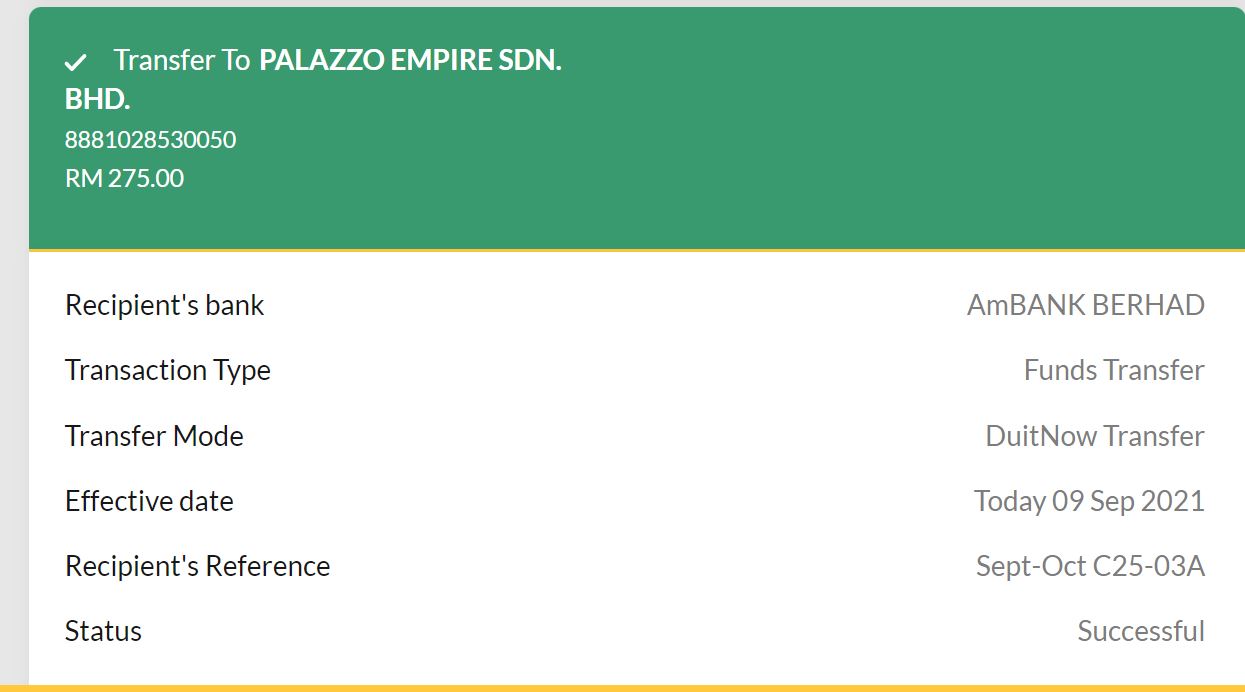 Transfer To PALAZZO EMPIRE SDN.
BHD.
8881028530050
RM 275.00
Recipient's bank AmBANK BERHAD
Transaction Type Funds Transfer
Transfer Mode DuitNow Transfer
Effective date Today 09 Sep 2021
Recipient's Reference Sept-Oct C25-03A
Status Successful